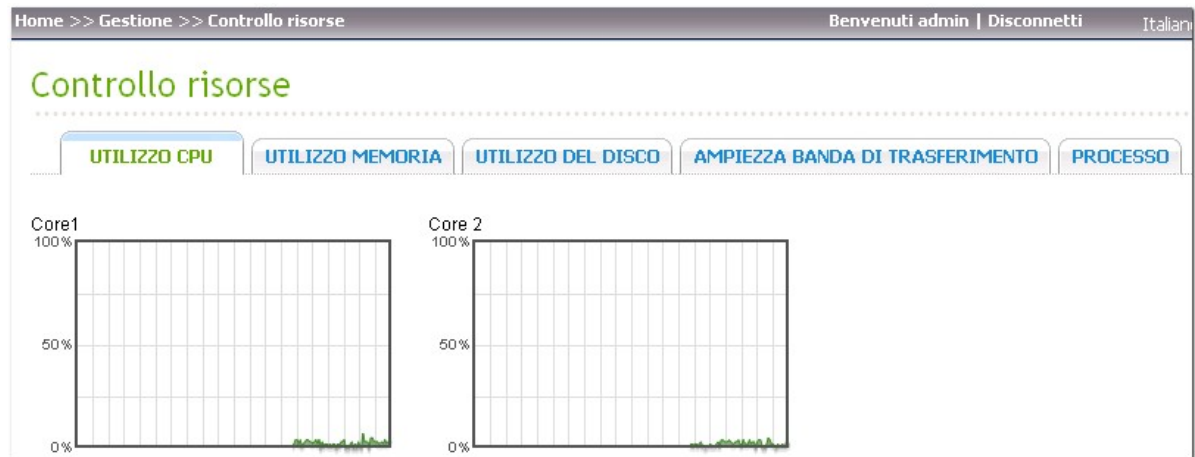 Home >> Gestione >> Controllo risorse Benvenuti admin | Disconnetti Italian
Controllo risorse
UTILIZZO CPU UTILIZZO MEMORIA UTILIZZO DEL DISCO AMPIEZZA BANDA DI TRASFERIMENTO PROCESSO
Core1 Core 2
100% 100%
50% 50%
0% 0%